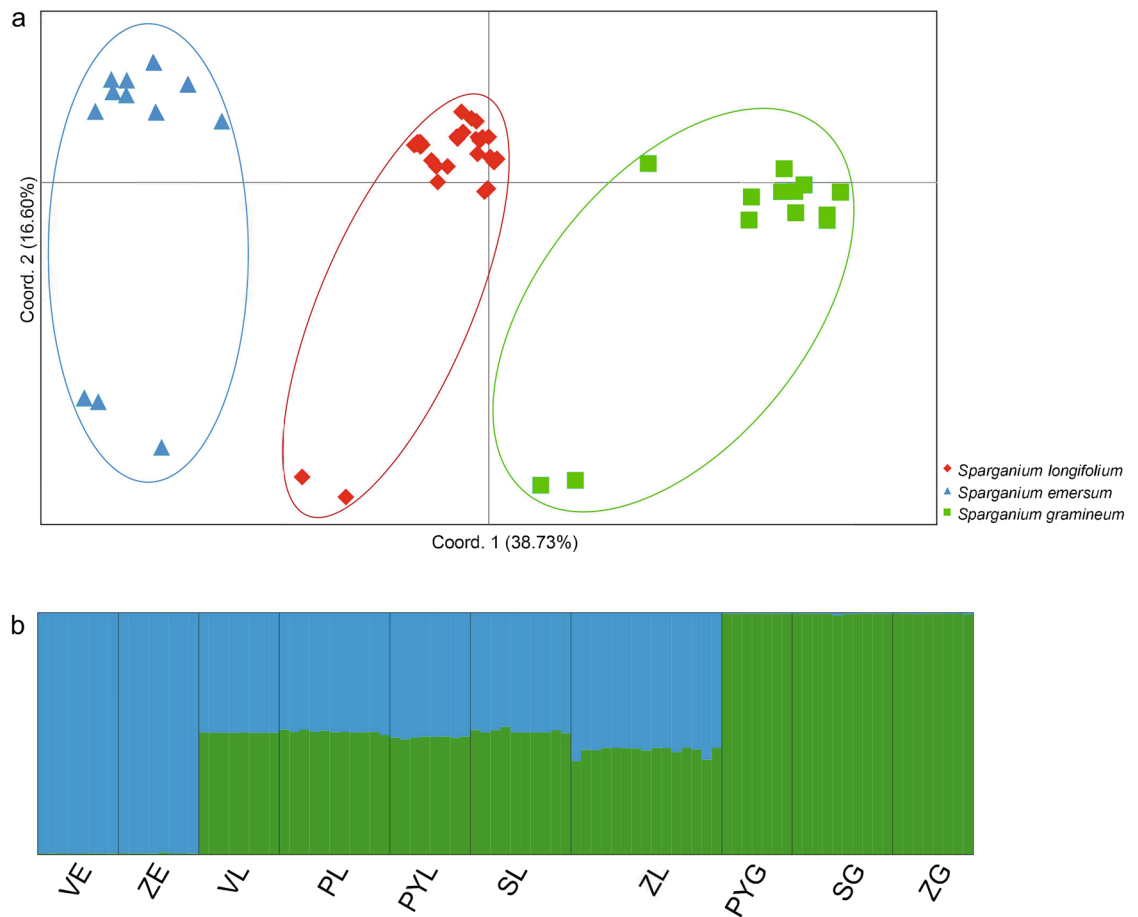 a
Coord. 2 (16.60%)
Coord. 1 (38.73%)
Sparganium longifolium
Sparganium emersum
Sparganium gramineum
b
VE ZE VL PL PYL SL ZL PYG SG ZG